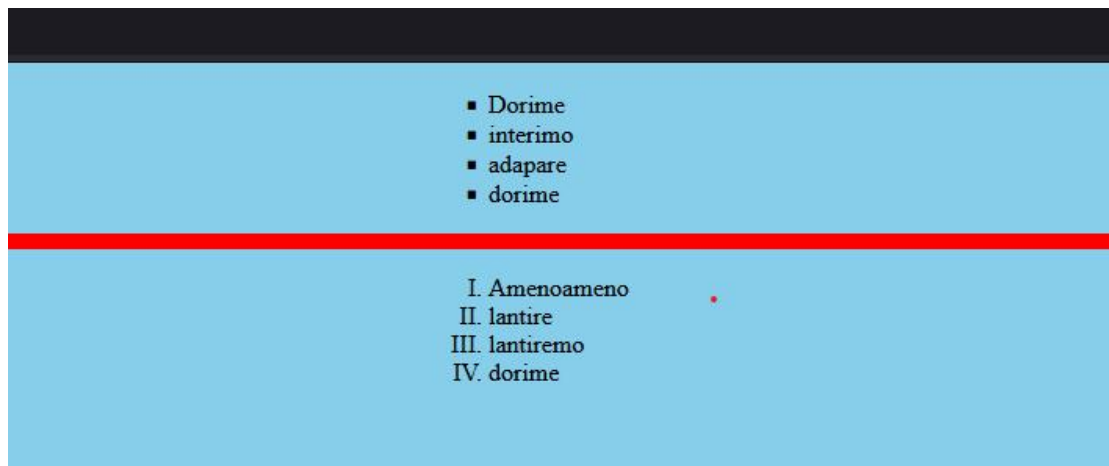 Dorime
interimo
adapare
dorime
I. Amenoameno
II. lantire
III. lantiremo
IV. dorime